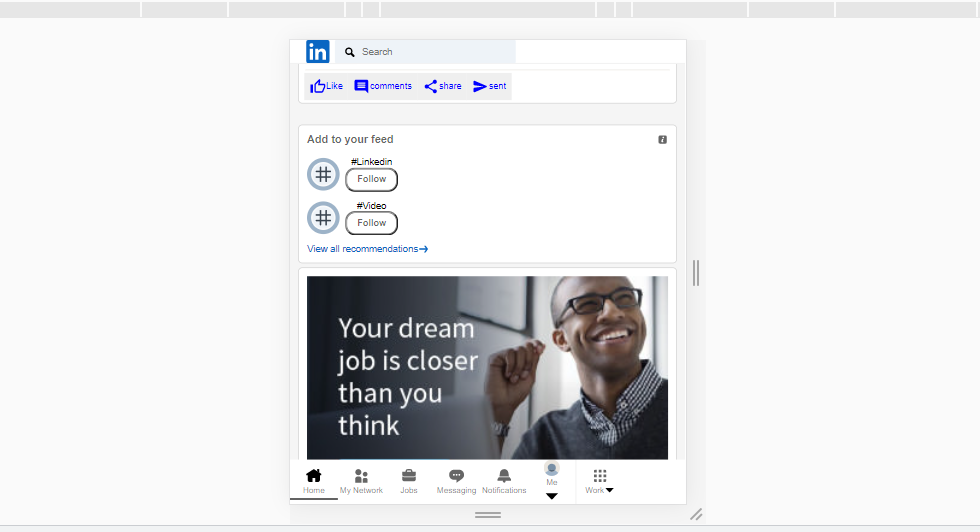 in Search
Like comments share sent
Add to your feed
#Linkedin
Follow
#Video
Follow
View all recommendations
Your dream
job is closer
than you
think
Home My Network Jobs Messaging Notifications Me Work